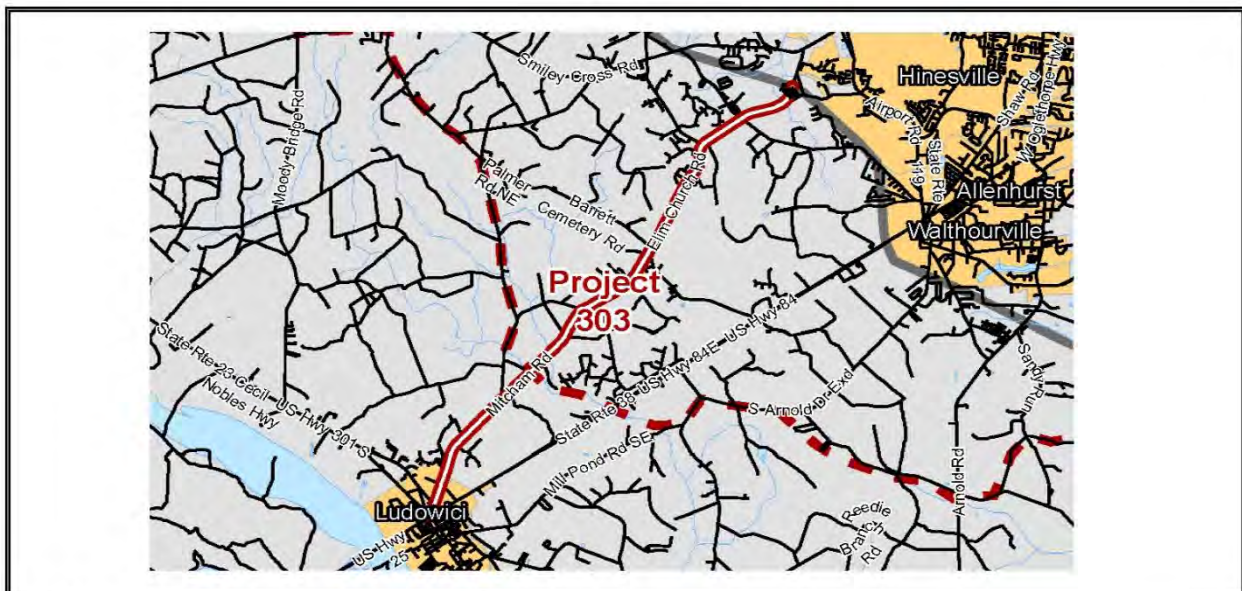 Smiley Cross Rd
Hinesville
Shaw Rd
W Oglethorpe Hwy
Airport Rd
State Rte 119
Moody Bridge Rd
Palmer
Rd NE
Barrett
Cemetery Rd
Elim Church Rd
Allenhurst
Walthourville
Project
303
State Rte 23 Cecil
Nobles Hwy
US Hwy 301 S
Mitcham Rd
State Rte 38
US Hwy 84E
US Hwy 84
Sandy Run
S Arnold Dr Exd
Mill Pond Rd SE
Arnold Rd
Ludowici
US Hwy
25
Reedie
Branch
Rd